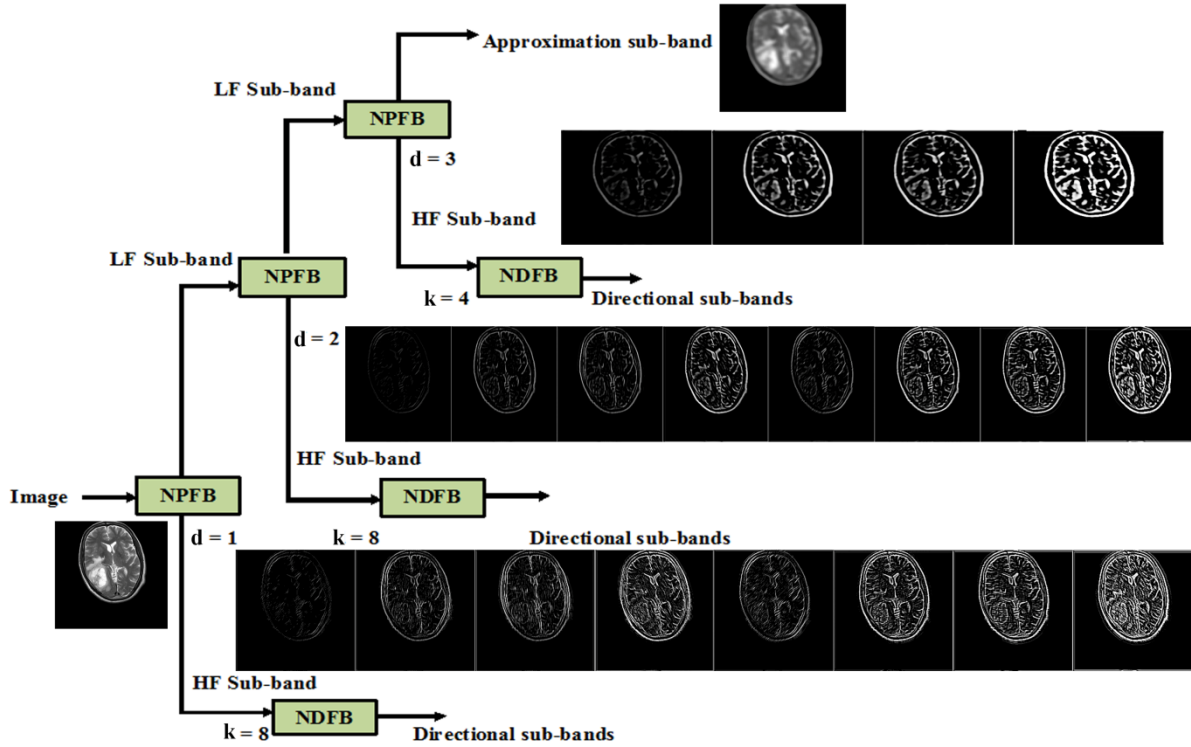 Approximation sub-band
LF Sub-band
NPFB
d = 3
HF Sub-band
LF Sub-band
NPFB
NDFB
k = 4
Directional sub-bands
d = 2
HF Sub-band
Image
NPFB
NDFB
d = 1
k = 8
Directional sub-bands
HF Sub-band
NDFB
k = 8
Directional sub-bands